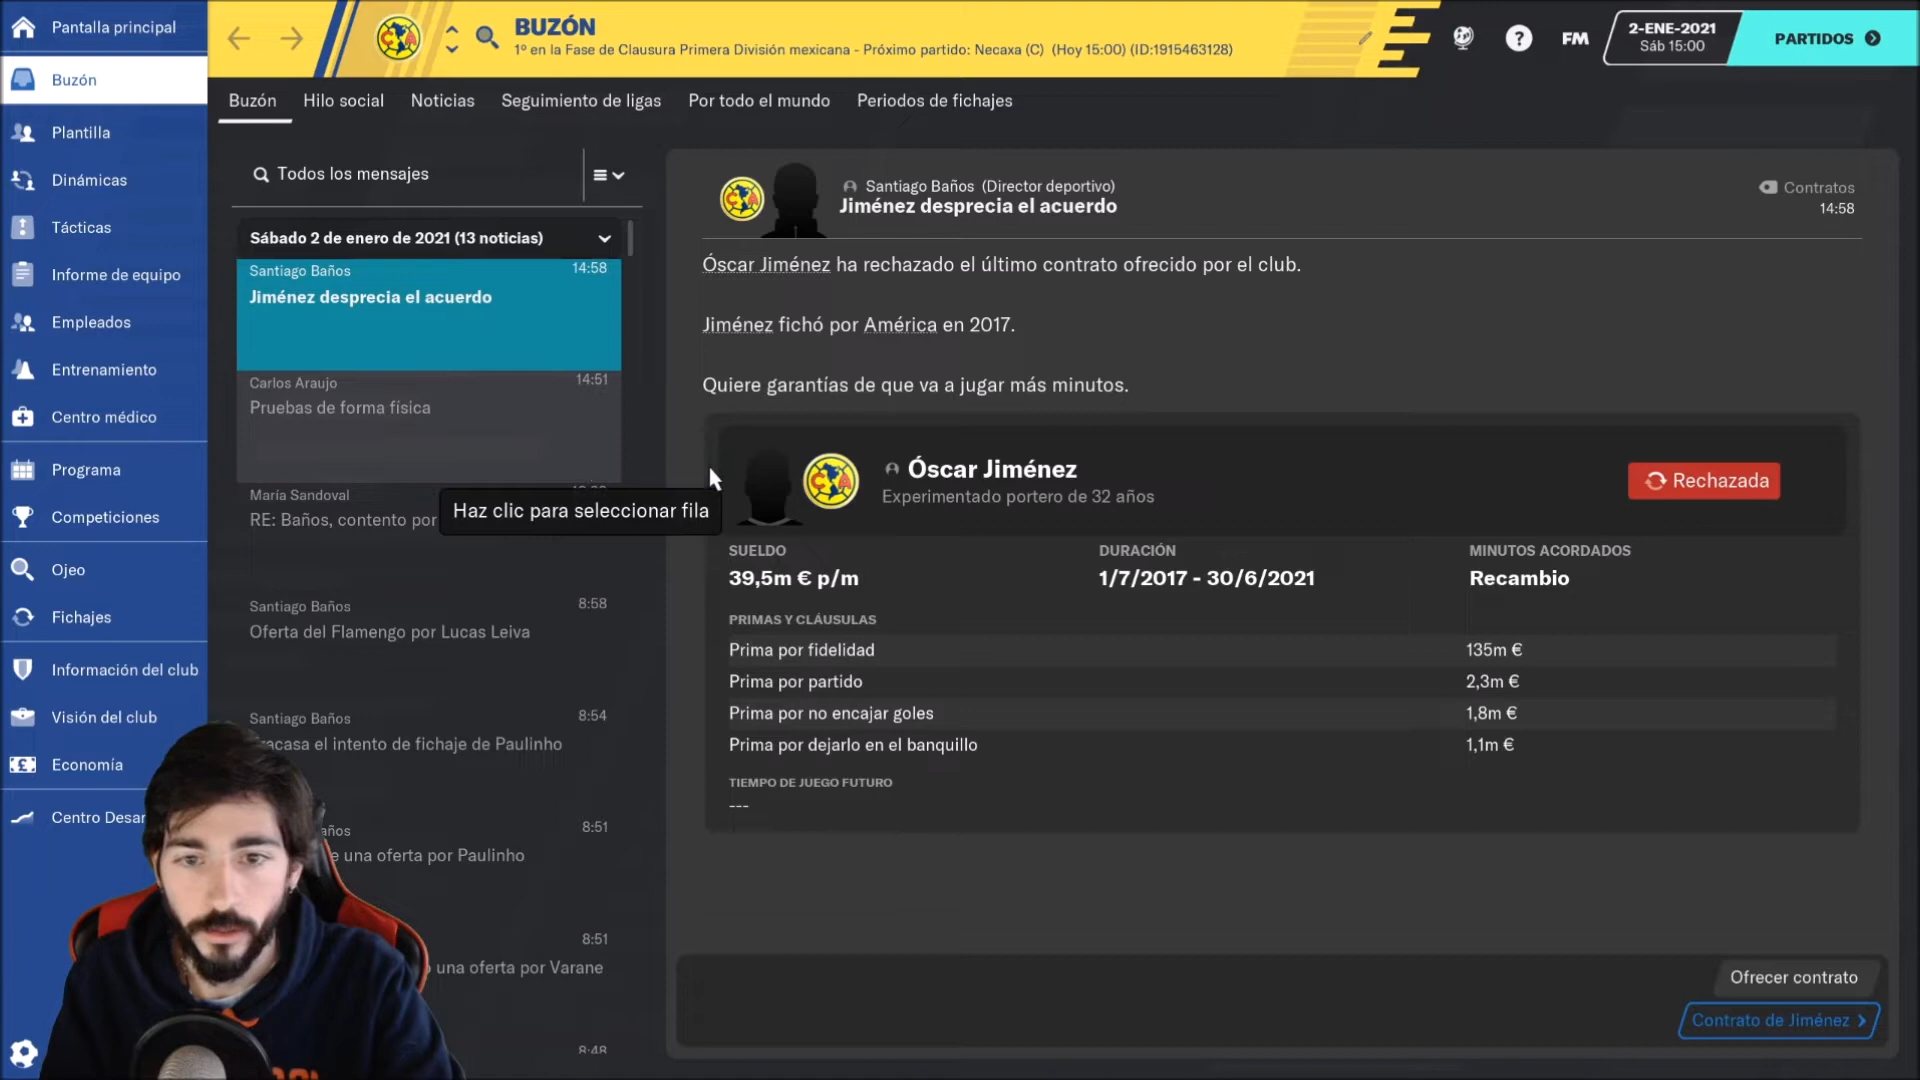 Pantalla principal
Buzón
Plantilla
Dinámicas
Tácticas
Informe de equipo
Empleados
Entrenamiento
Centro médico
Programa
Competiciones
Ojeo
Fichajes
Información del club
Visión del club
Economía
Centro
BUZÓN
1º en la Fase de Clausura Primera División mexicana - Próximo partido: Necaxa (C) (Hoy 15:00) (ID:1915463128)
?
FM
2-ENE-2021
Sáb 15:00
PARTIDOS
Buzón
Hilo social
Noticias
Seguimiento de ligas
Por todo el mundo
Periodos de fichajes
Todos los mensajes
Sábado 2 de enero de 2021 (13 noticias)
Santiago Baños 14:58
Jiménez desprecia el acuerdo
Carlos Araujo 14:51
Pruebas de forma física
María Sandoval
RE: Baños, contento por
Haz clic para seleccionar fila
Santiago Baños 8:58
Oferta del Flamengo por Lucas Leiva
Santiago Baños 8:54
el intento de fichaje de Paulinho
8:51
una oferta por Paulinho
8:51
una oferta por Varane
8:48
Santiago Baños (Director deportivo)
Jiménez desprecia el acuerdo
Contratos
14:58
Óscar Jiménez ha rechazado el último contrato ofrecido por el club.
Jiménez fichó por América en 2017.
Quiere garantías de que va a jugar más minutos.
Óscar Jiménez
Experimentado portero de 32 años
Rechazada
SUELDO
39,5m € p/m
DURACIÓN
1/7/2017 - 30/6/2021
MINUTOS ACORDADOS
Recambio
PRIMAS Y CLÁUSULAS
Prima por fidelidad 135m €
Prima por partido 2,3m €
Prima por no encajar goles 1,8m €
Prima por dejarlo en el banquillo 1,1m €
TIEMPO DE JUEGO FUTURO
---
Ofrecer contrato
Contrato de Jiménez